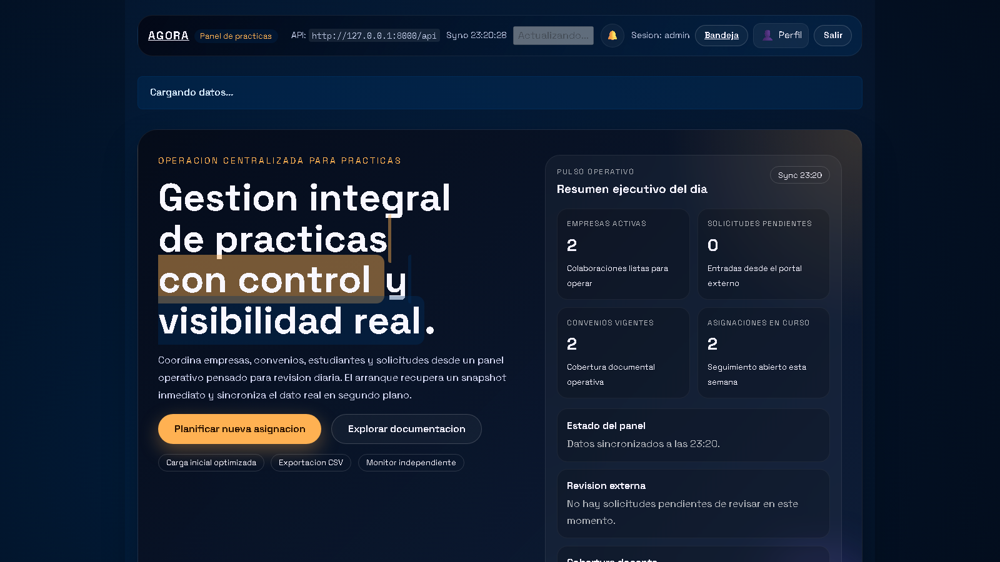 AGORA
Panel de practicas
API: http://127.0.0.1:8000/api
Sync 23:20:28
Actualizando...
Sesion: admin
Bandeja
Perfil
Salir
Cargando datos...
OPERACION CENTRALIZADA PARA PRACTICAS
Gestion integral
de practicas
con control y
visibilidad real.
Coordina empresas, convenios, estudiantes y solicitudes desde un panel
operativo pensado para revision diaria. El arranque recupera un snapshot
inmediato y sincroniza el dato real en segundo plano.
Planificar nueva asignacion
Explorar documentacion
Carga inicial optimizada
Exportacion CSV
Monitor independiente
PULSO OPERATIVO
Resumen ejecutivo del dia
Sync 23:20
EMPRESAS ACTIVAS
2
Colaboraciones listas para
operar
SOLICITUDES PENDIENTES
0
Entradas desde el portal
externo
CONVENIOS VIGENTES
2
Cobertura documental
operativa
ASIGNACIONES EN CURSO
2
Seguimiento abierto esta
semana
Estado del panel
Datos sincronizados a las 23:20.
Revision externa
No hay solicitudes pendientes de revisar en este
momento.
Cobertura docente